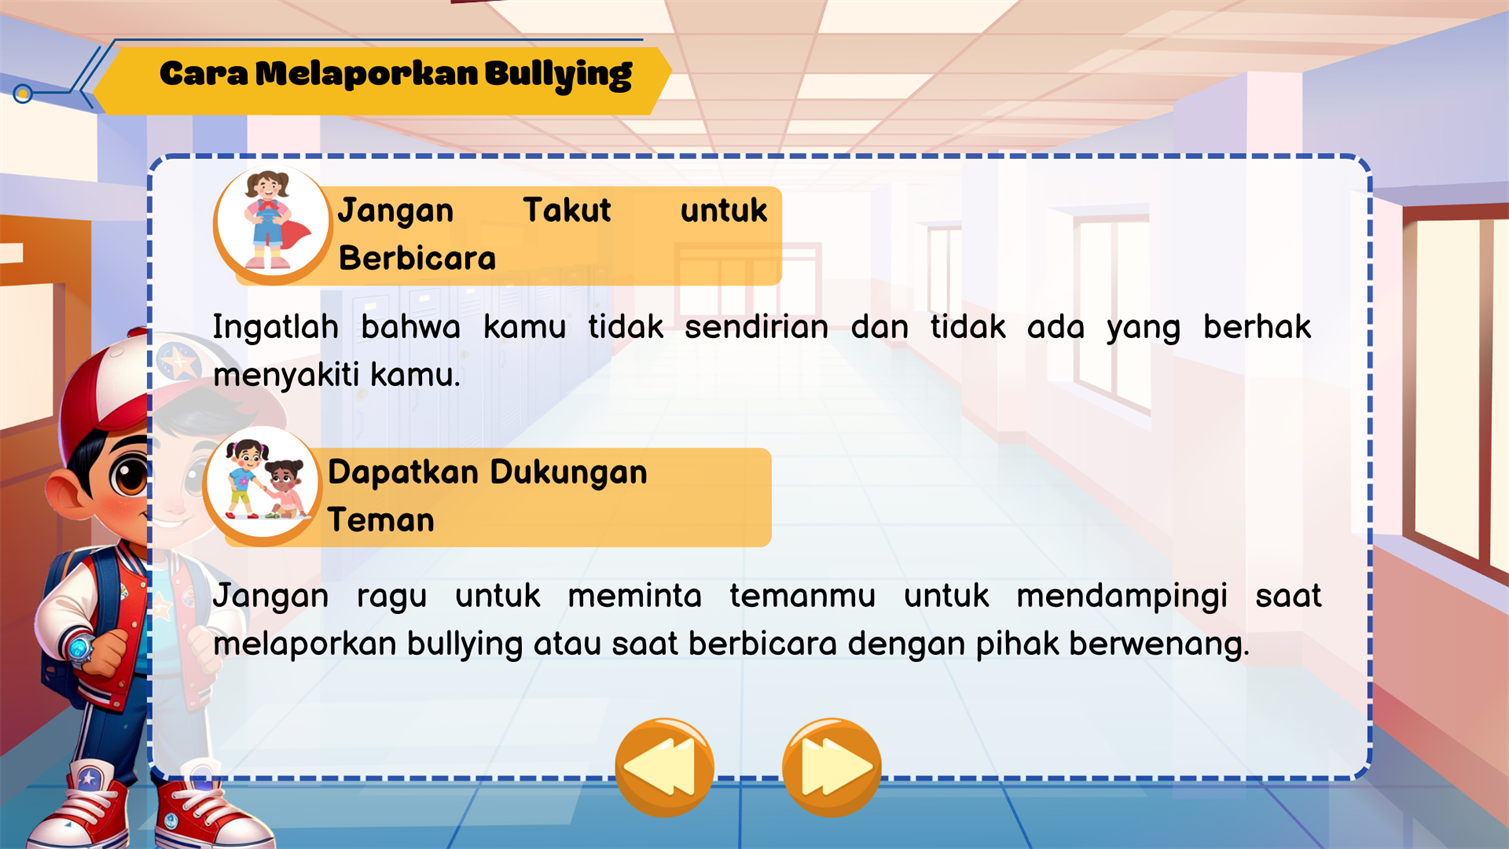 Cara Melaporkan Bullying
Jangan Takut untuk
Berbicara
Ingatlah bahwa kamu tidak sendirian dan tidak ada yang berhak
menyakiti kamu.
Dapatkan Dukungan
Teman
Jangan ragu untuk meminta temanmu untuk mendampingi saat
melaporkan bullying atau saat berbicara dengan pihak berwenang.